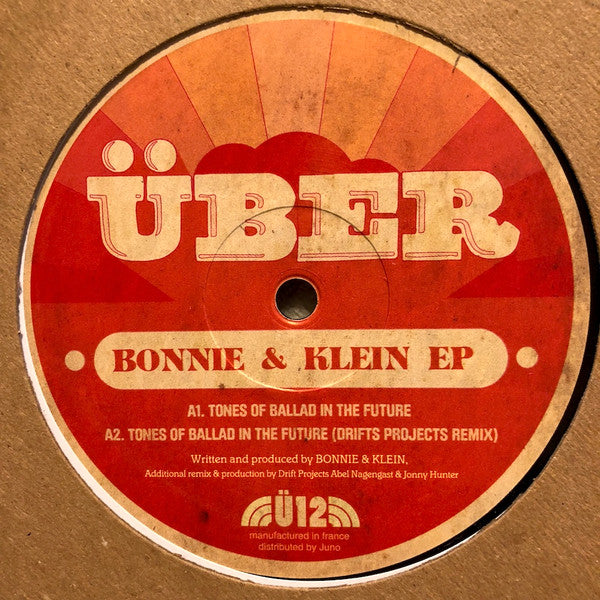 ÜBER
BONNIE & KLEIN EP
A1. TONES OF BALLAD IN THE FUTURE
A2. TONES OF BALLAD IN THE FUTURE (DRIFTS PROJECTS REMIX)
Written and produced by BONNIE & KLEIN.
Additional remix & production by Drift Projects Abel Nagengast & Jonny Hunter
Ü12
manufactured in france
distributed by Juno